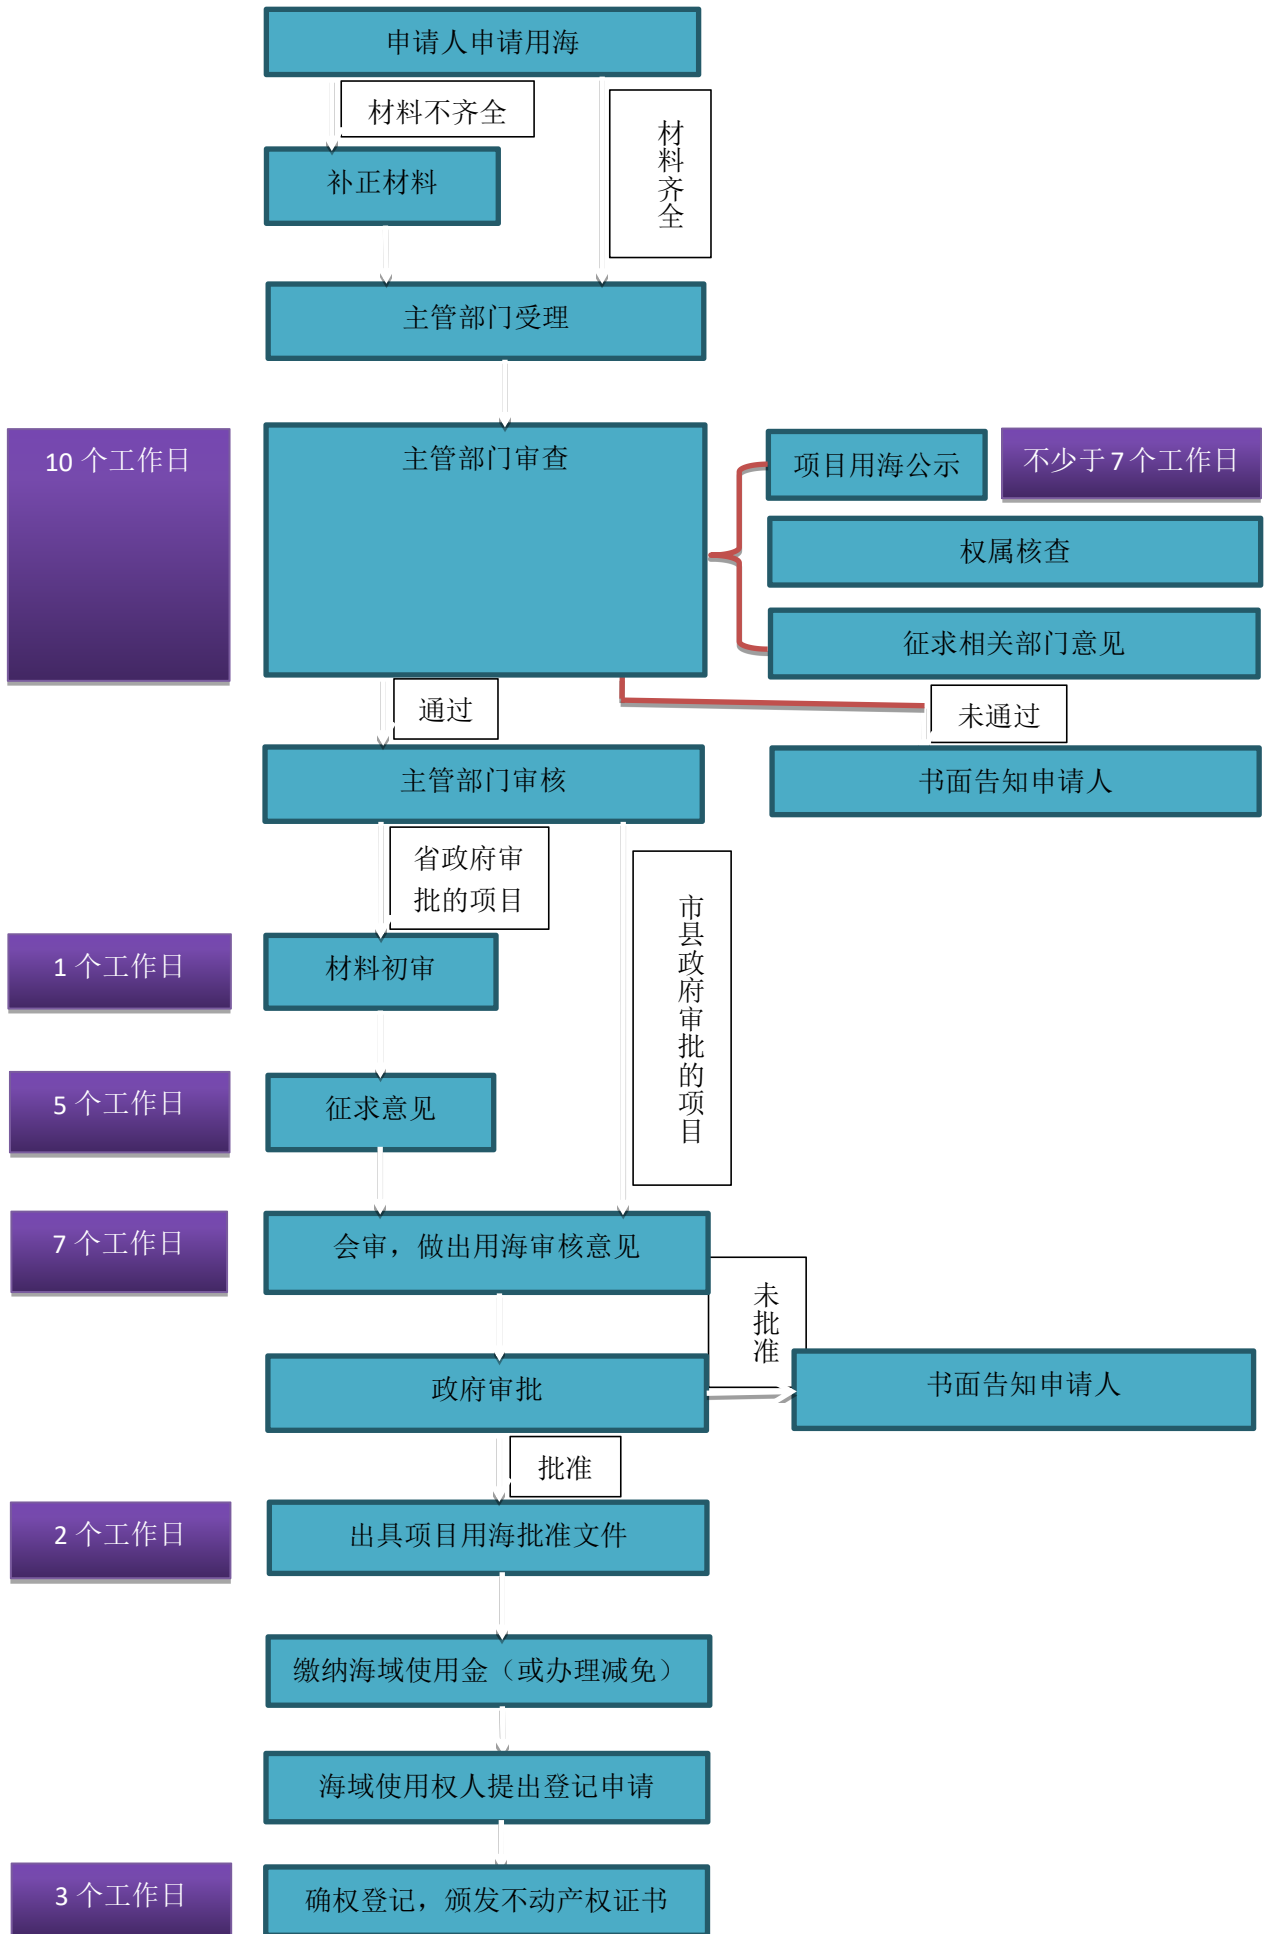 申请人申请用海
材料不齐全
材料齐全
补正材料
主管部门受理
10 个工作日
主管部门审查
项目用海公示
不少于 7 个工作日
权属核查
征求相关部门意见
通过
未通过
主管部门审核
书面告知申请人
省政府审
批的项目
市县政府审批的项目
1 个工作日
材料初审
5 个工作日
征求意见
7 个工作日
会审，做出用海审核意见
未批准
政府审批
书面告知申请人
批准
2 个工作日
出具项目用海批准文件
缴纳海域使用金（或办理减免）
海域使用权人提出登记申请
3 个工作日
确权登记，颁发不动产权证书